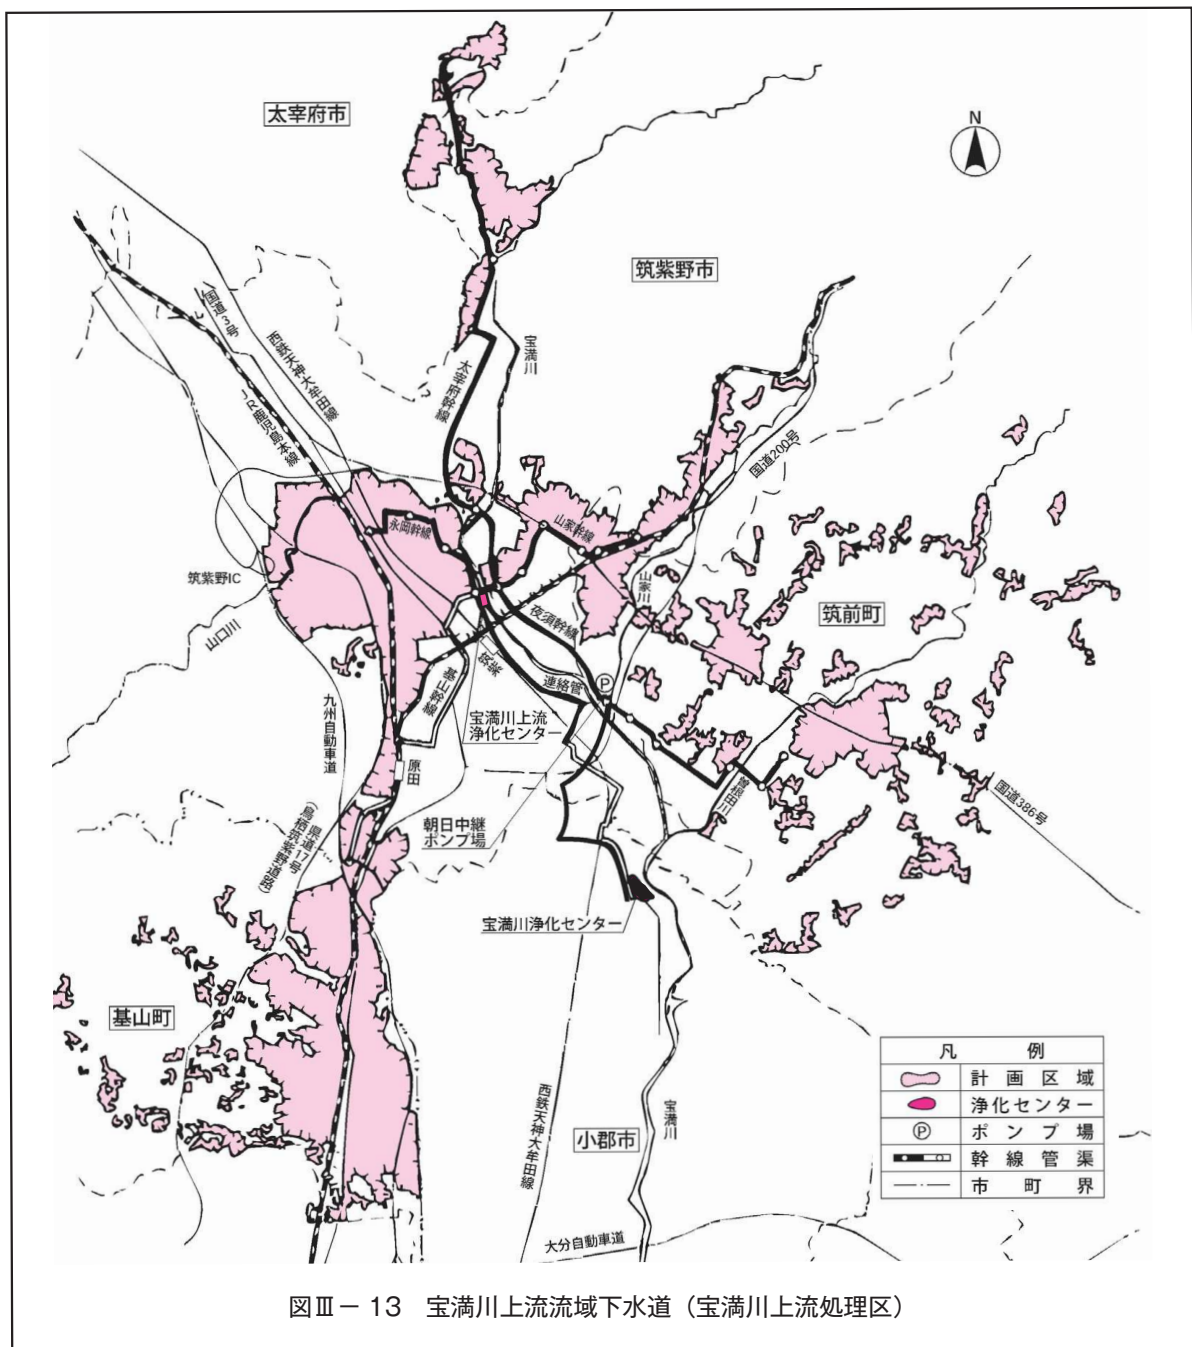 太宰府市
N
筑紫野市
国道3号
西鉄天神大牟田線
JR鹿児島本線
宝満川
太宰府幹線
国道200号
永岡幹線
山家幹線
筑紫野IC
山家川
筑前町
山口川
夜須幹線
筑紫
基山幹線
連絡管
P
九州自動車道
宝満川上流
浄化センター
原田
曽根田川
国道386号
朝日中継
ポンプ場
県道17号
(鳥栖筑紫野道路)
宝満川浄化センター
基山町
西鉄天神大牟田線
宝満川
小郡市
大分自動車道
凡例
計画区域
浄化センター
P ポンプ場
幹線管渠
市町界
図Ⅲ－13 宝満川上流流域下水道（宝満川上流処理区）